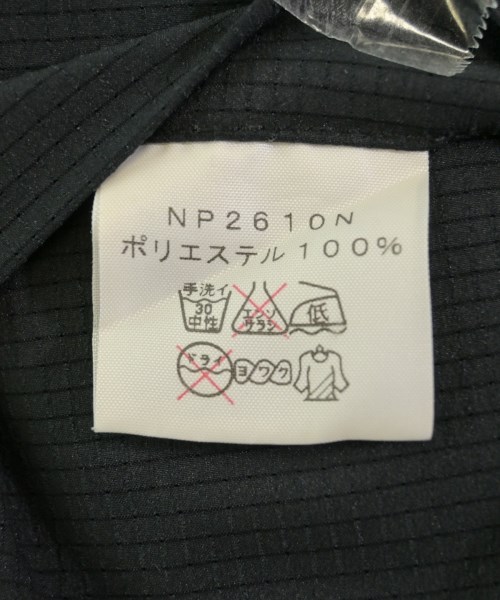 NP2610N
ポリエステル100%
手洗イ
30
中性
エンソ
サラシ
低
ドライ
ヨワク